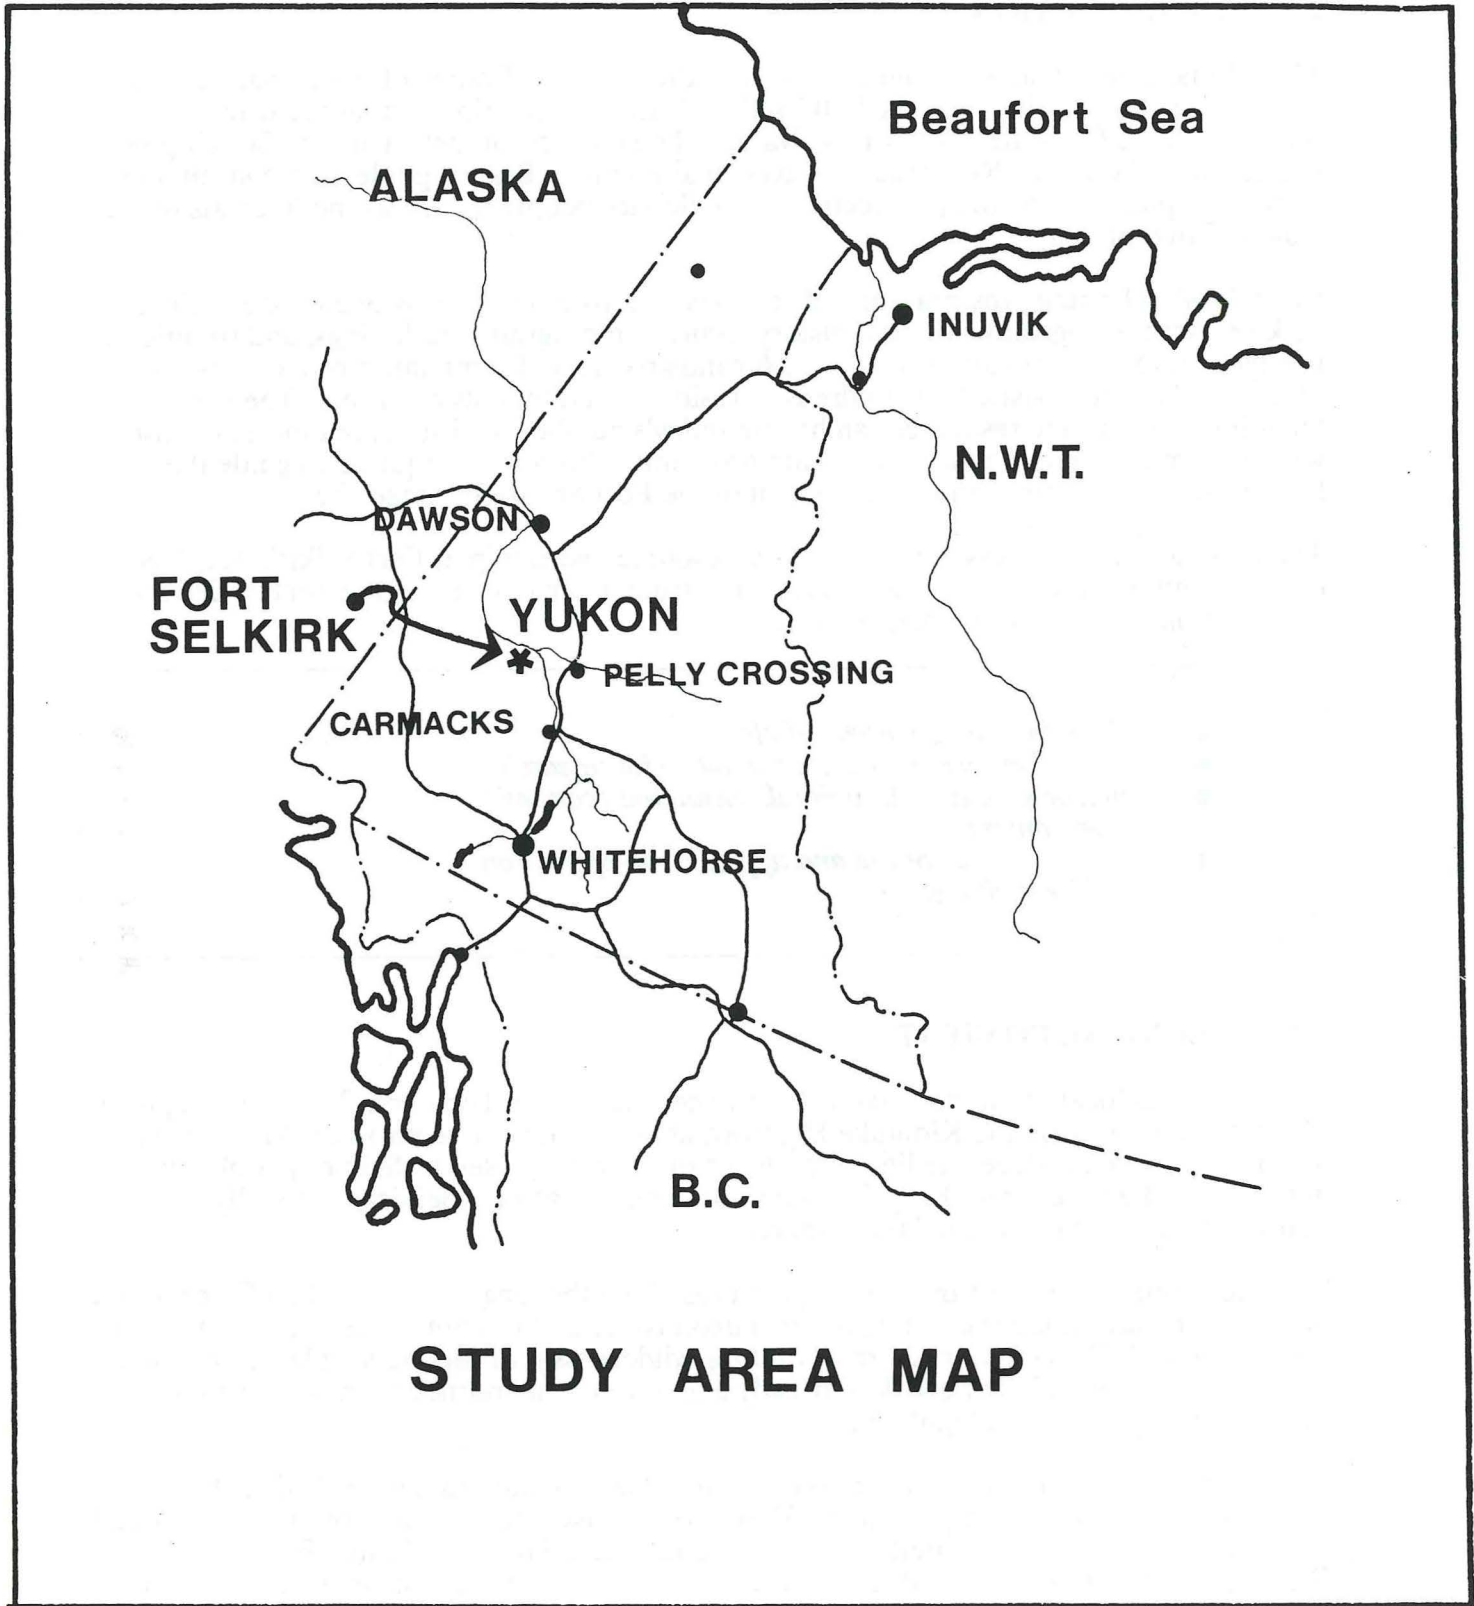 Beaufort Sea
ALASKA
INUVIK
N.W.T.
DAWSON
FORT
SELKIRK
YUKON
PELLY CROSSING
CARMACKS
WHITEHORSE
B.C.
STUDY AREA MAP